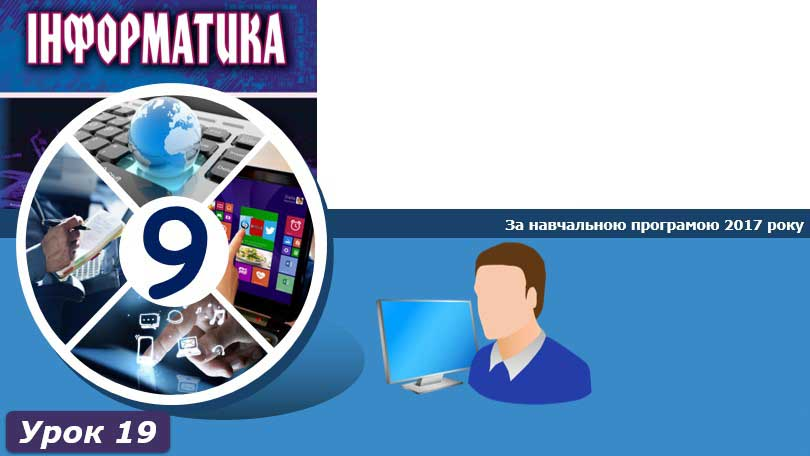 ІНФОРМАТИКА
9
За навчальною програмою 2017 року
Урок 19